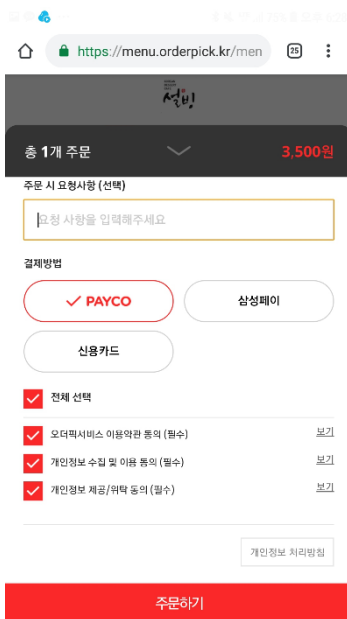 https://menu.orderpick.kr/men
25
설빙
총 1개 주문
3,500원
주문 시 요청사항 (선택)
요청 사항을 입력해주세요
결제방법
PAYCO
삼성페이
신용카드
전체 선택
오더픽서비스 이용약관 동의 (필수)
보기
개인정보 수집 및 이용 동의 (필수)
보기
개인정보 제공/위탁 동의 (필수)
보기
개인정보 처리방침
주문하기